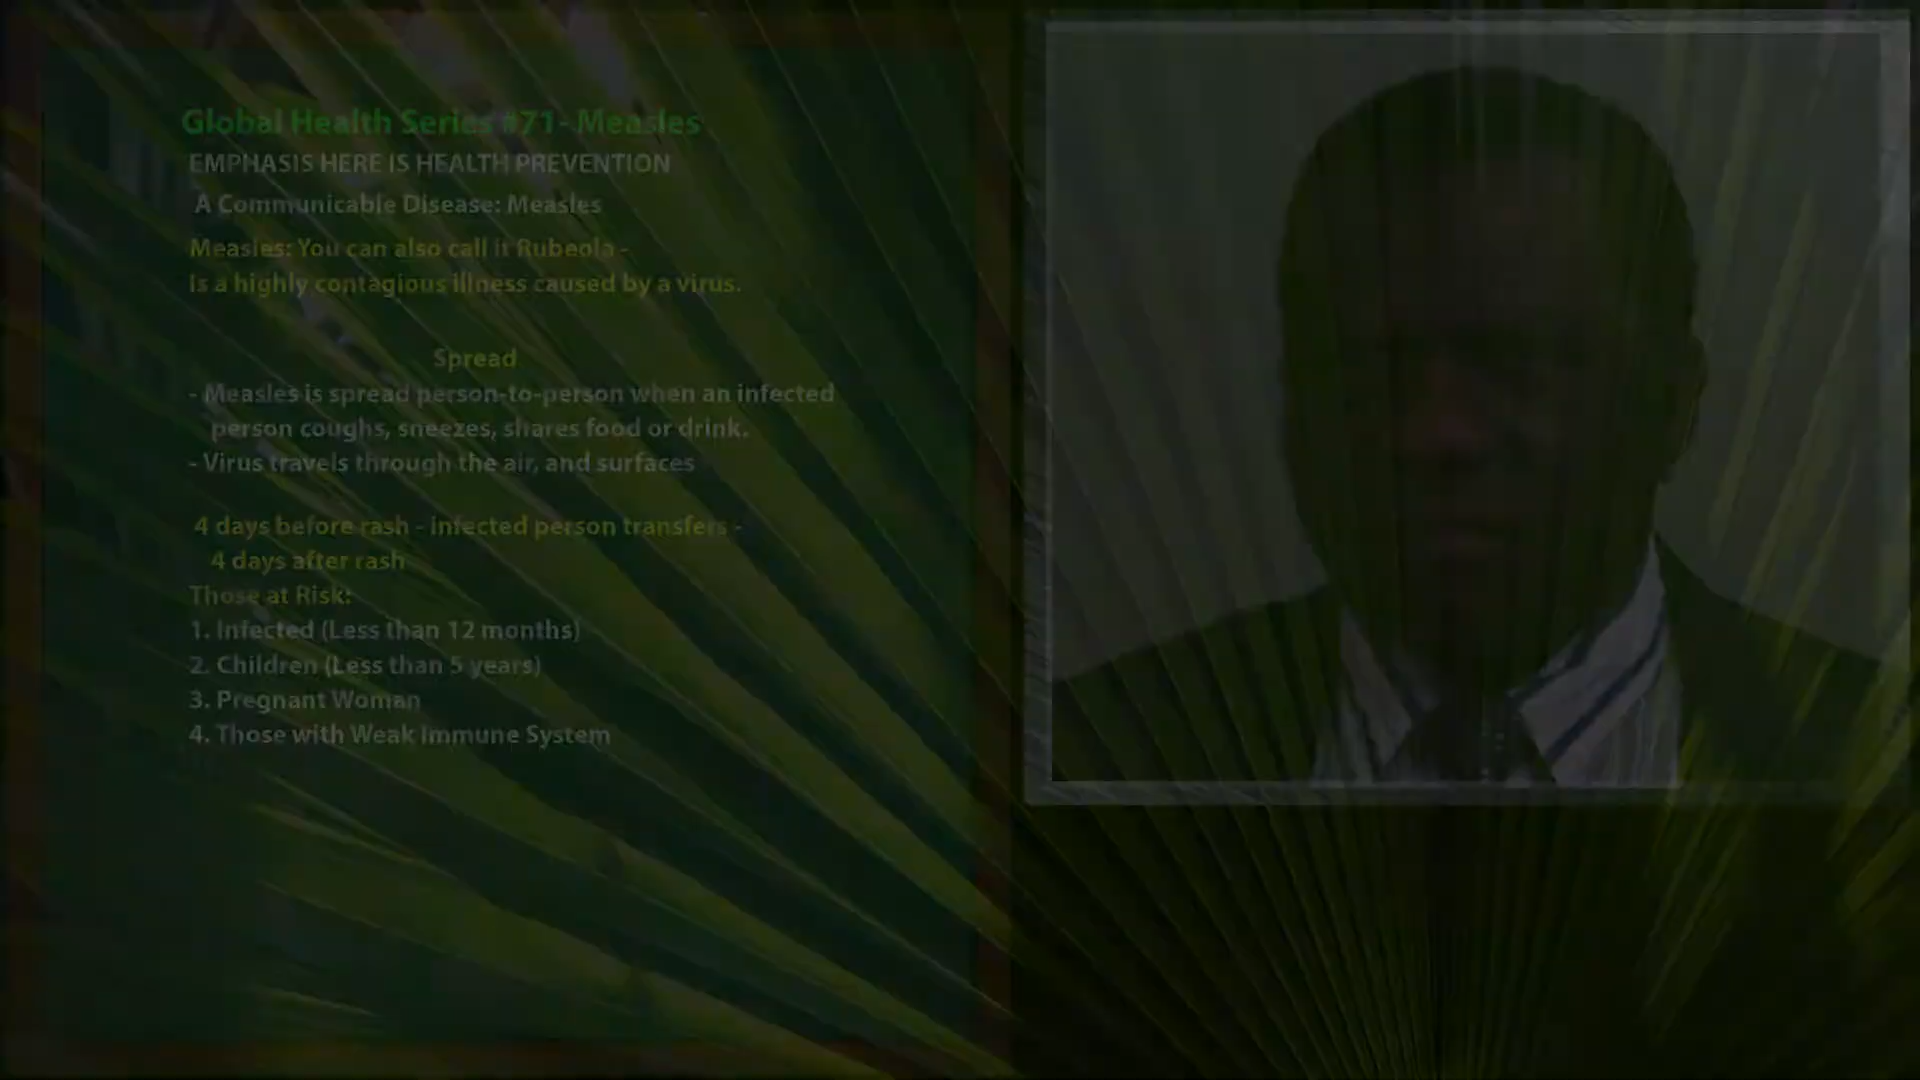 Global Health Series #71- Measles
EMPHASIS HERE IS HEALTH PREVENTION
A Communicable Disease: Measles
Measles: You can also call it Rubeola -
Is a highly contagious illness caused by a virus.
Spread
- Measles is spread person-to-person when an infected
person coughs, sneezes, shares food or drink.
- Virus travels through the air, and surfaces
4 days before rash - infected person transfers -
4 days after rash
Those at Risk:
1. Infected (Less than 12 months)
2. Children (Less than 5 years)
3. Pregnant Woman
4. Those with Weak Immune System